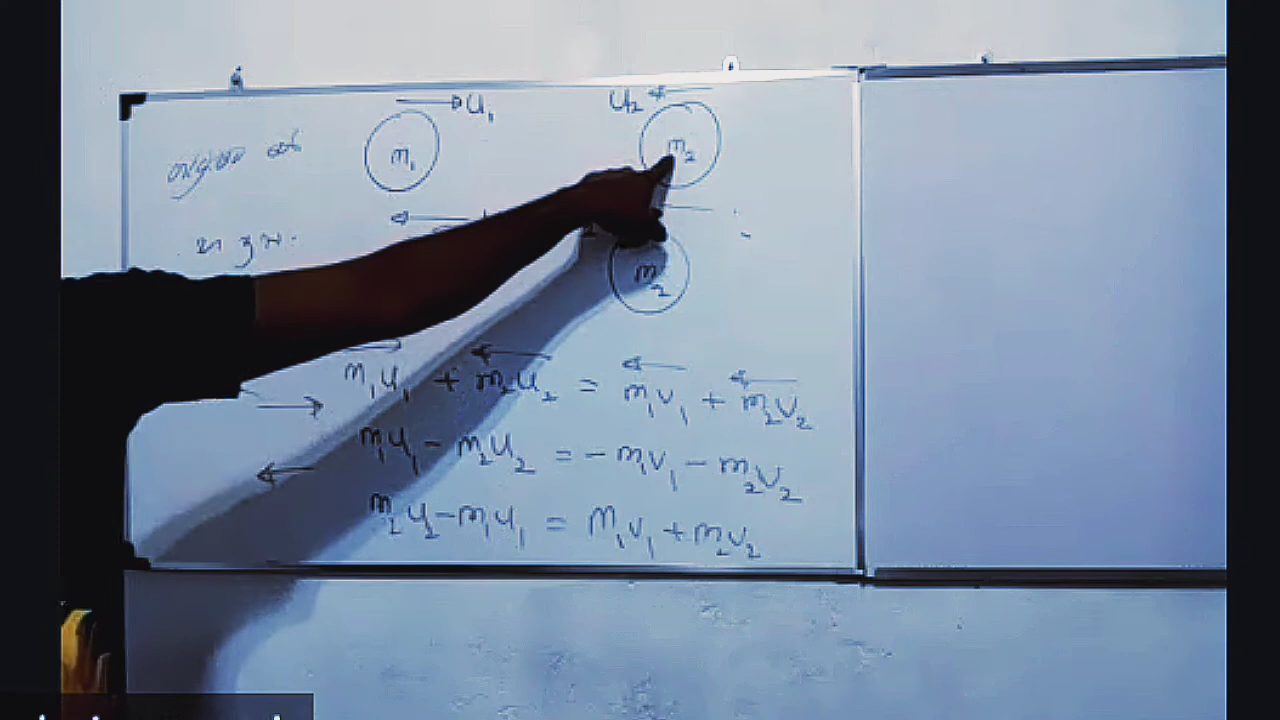 u₁
u₂
m₁
m₂
m₂
m₁u₁ + m₂u₂ = m₁v₁ + m₂v₂
m₁u₁ - m₂u₂ = - m₁v₁ - m₂v₂
m₂u₂ - m₁u₁ = m₁v₁ + m₂v₂